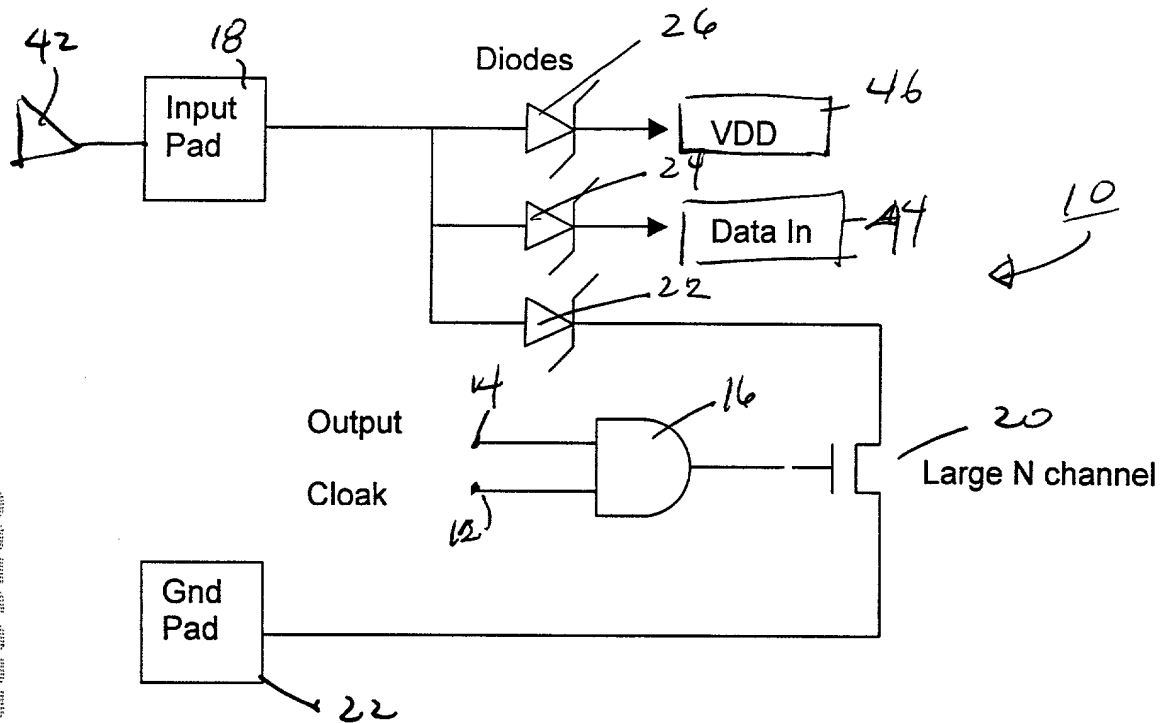 42
18
Diodes
26
Input
Pad
46
VDD
24
10
Data In
44
22
Output
14
16
20
Cloak
12
Large N channel
Gnd
Pad
22